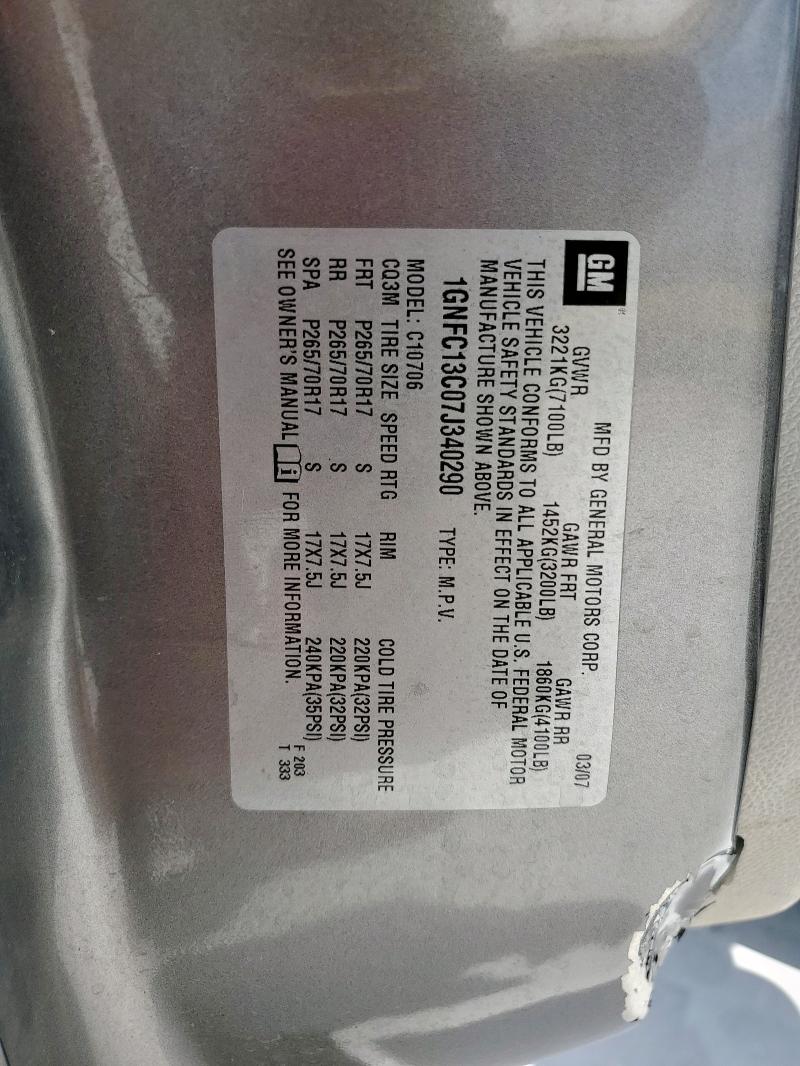 GM
MFD BY GENERAL MOTORS CORP. 03/07
GVWR GAWR FRT GAWR RR
3221KG(7100LB) 1452KG(3200LB) 1860KG(4100LB)
THIS VEHICLE CONFORMS TO ALL APPLICABLE U.S. FEDERAL MOTOR
VEHICLE SAFETY STANDARDS IN EFFECT ON THE DATE OF
MANUFACTURE SHOWN ABOVE.
1GNFC13C07J340290 TYPE: M.P.V.
MODEL: C10706
CQ3M TIRE SIZE SPEED RTG RIM COLD TIRE PRESSURE
FRT P265/70R17 S 17X7.5J 220KPA(32PSI)
RR P265/70R17 S 17X7.5J 220KPA(32PSI)
SPA P265/70R17 S 17X7.5J 240KPA(35PSI)
SEE OWNER'S MANUAL i FOR MORE INFORMATION.
F 203
T 333